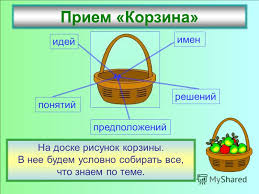 Прием «Корзина»
идей
имен
понятий
решений
предположений
На доске рисунок корзины.
В нее будем условно собирать все,
что знаем по теме.
MyShared